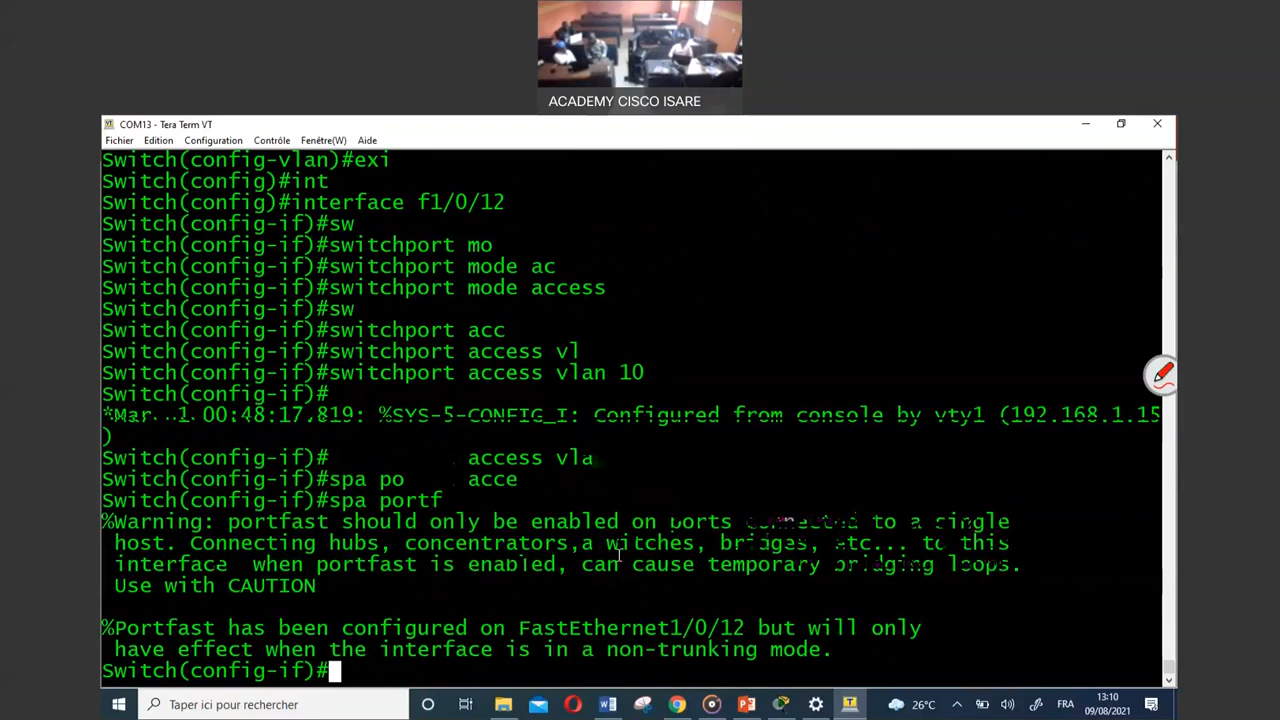 ACADEMY CISCO ISARE
COM13 - Tera Term VT
Fichier Edition Configuration Contrôle Fenêtre(W) Aide
Switch(config-vlan)#exi
Switch(config)#int
Switch(config)#interface f1/0/12
Switch(config-if)#sw
Switch(config-if)#switchport mo
Switch(config-if)#switchport mode ac
Switch(config-if)#switchport mode access
Switch(config-if)#sw
Switch(config-if)#switchport acc
Switch(config-if)#switchport access vl
Switch(config-if)#switchport access vlan 10
Switch(config-if)#
*Mar 1 00:48:17.819: %SYS-5-CONFIG_I: Configured from console by vty1 (192.168.1.15
)
Switch(config-if)# access vla
Switch(config-if)#spa po acce
Switch(config-if)#spa portf
%Warning: portfast should only be enabled on ports connected to a single
host. Connecting hubs, concentrators,a witches, bridges, etc... to this
interface when portfast is enabled, can cause temporary bridging loops.
Use with CAUTION
%Portfast has been configured on FastEthernet1/0/12 but will only
have effect when the interface is in a non-trunking mode.
Switch(config-if)#
Taper ici pour rechercher
26°C
FRA
13:10
09/08/2021